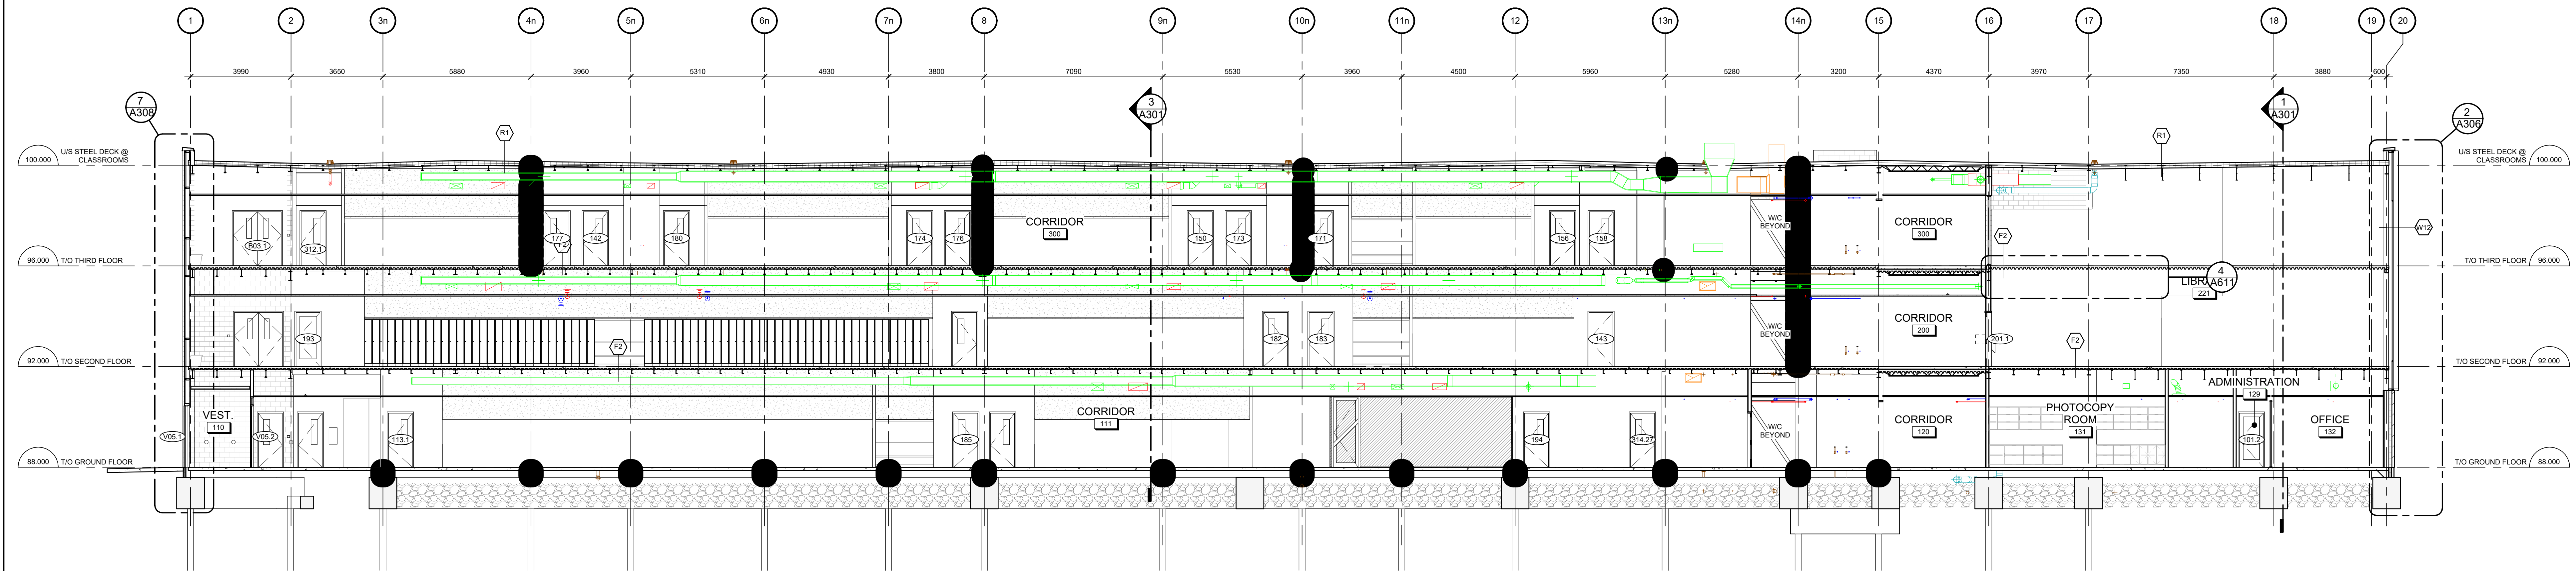 1 2 3n 4n 5n 6n 7n 8 9n 10n 11n 12 13n 14n 15 16 17 18 19 20
3990 3650 5880 3960 5310 4930 3800 7090 5530 3960 4500 5960 5280 3200 4370 3970 7350 3880 600
7
A308
3
A301
1
A301
2
A306
R1
R1
100.000
U/S STEEL DECK @
CLASSROOMS
U/S STEEL DECK @
CLASSROOMS
100.000
W/C
BEYOND
CORRIDOR
300
CORRIDOR
300
B03.1 312.1 177 142 180 174 176 150 173 171 156 158
F2
F2
W12
96.000 T/O THIRD FLOOR
T/O THIRD FLOOR 96.000
4
A611
221
W/C
BEYOND
CORRIDOR
200
193 182 183 143 201.1
F2
F2
92.000 T/O SECOND FLOOR
T/O SECOND FLOOR 92.000
ADMINISTRATION
129
VEST.
110
CORRIDOR
111
W/C
BEYOND
CORRIDOR
120
PHOTOCOPY
ROOM
131
OFFICE
132
V05.1 V05.2 113.1 185 194 314.27 101.2
88.000 T/O GROUND FLOOR
T/O GROUND FLOOR 88.000